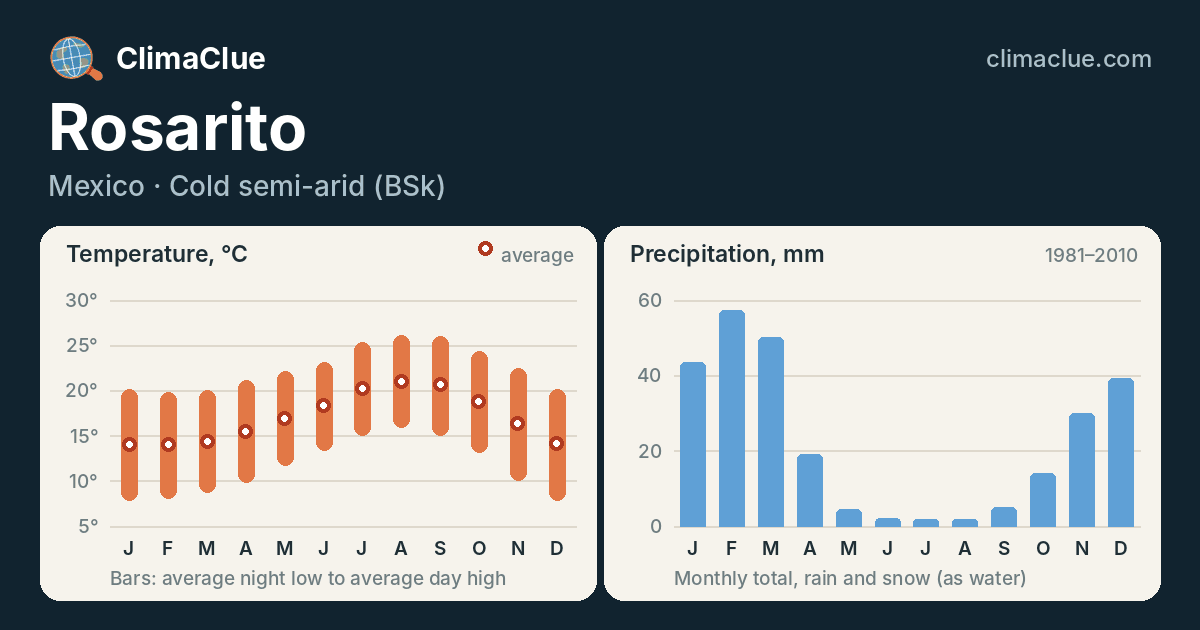 ClimaClue
climaclue.com
Rosarito
Mexico · Cold semi-arid (BSk)
Temperature, °C
average
30°
25°
20°
15°
10°
5°
J F M A M J J A S O N D
Bars: average night low to average day high
Precipitation, mm
1981–2010
60
40
20
0
J F M A M J J A S O N D
Monthly total, rain and snow (as water)